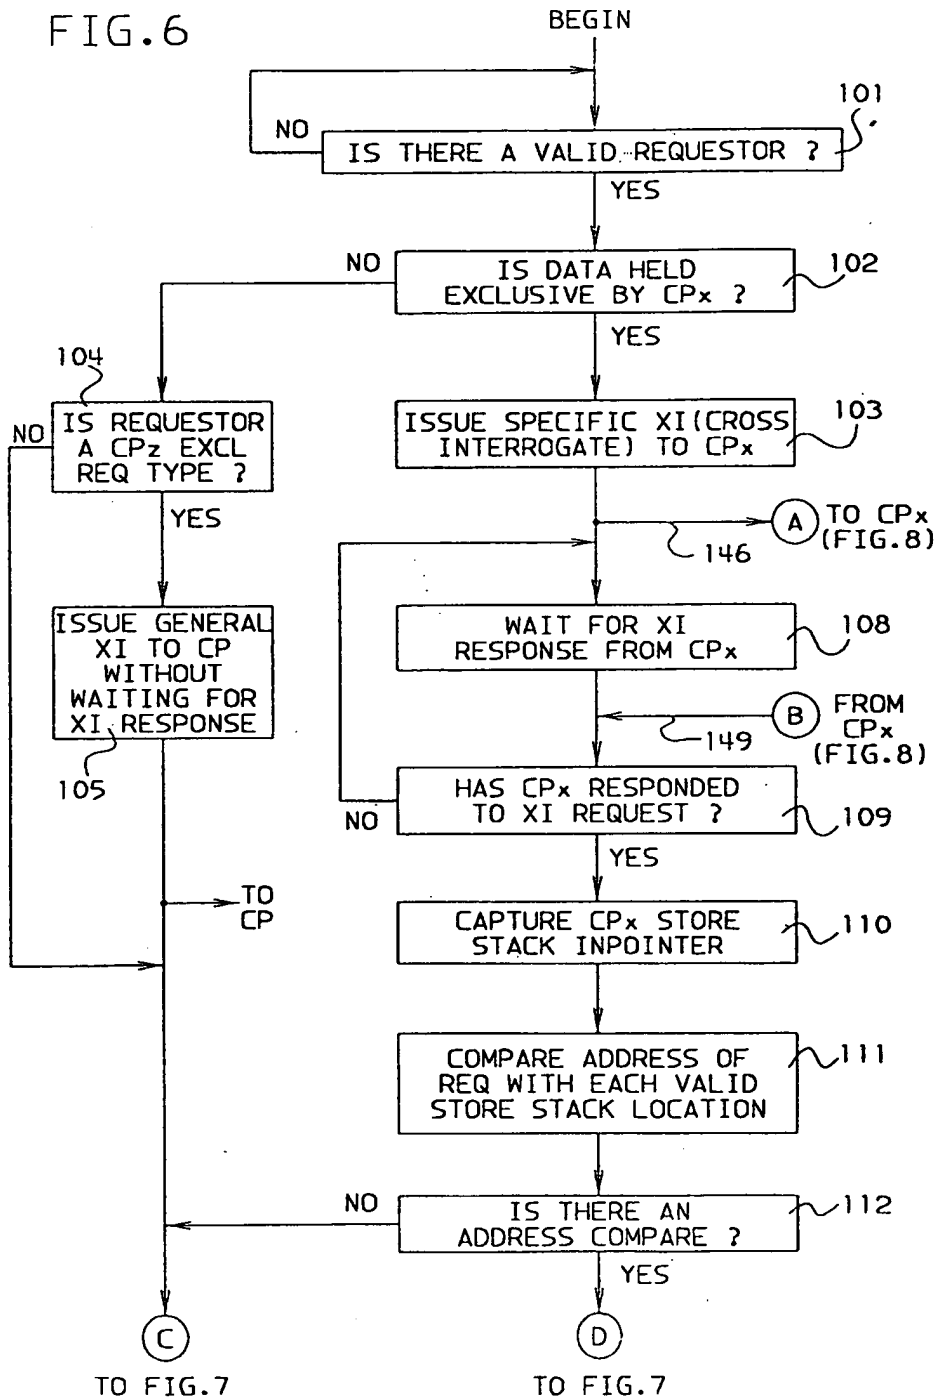 FIG.6
BEGIN
101
NO
IS THERE A VALID REQUESTOR ?
YES
NO
IS DATA HELD
EXCLUSIVE BY CPx ?
102
YES
104
NO
IS REQUESTOR
A CPz EXCL
REQ TYPE ?
ISSUE SPECIFIC XI(CROSS
INTERROGATE) TO CPx
103
YES
146
A
TO CPx
(FIG.8)
ISSUE GENERAL
XI TO CP
WITHOUT
WAITING FOR
XI RESPONSE
105
WAIT FOR XI
RESPONSE FROM CPx
108
149
B
FROM
CPx
(FIG.8)
NO
HAS CPx RESPONDED
TO XI REQUEST ?
109
YES
TO
CP
CAPTURE CPx STORE
STACK INPOINTER
110
COMPARE ADDRESS OF
REQ WITH EACH VALID
STORE STACK LOCATION
111
NO
IS THERE AN
ADDRESS COMPARE ?
112
YES
C
D
TO FIG.7
TO FIG.7